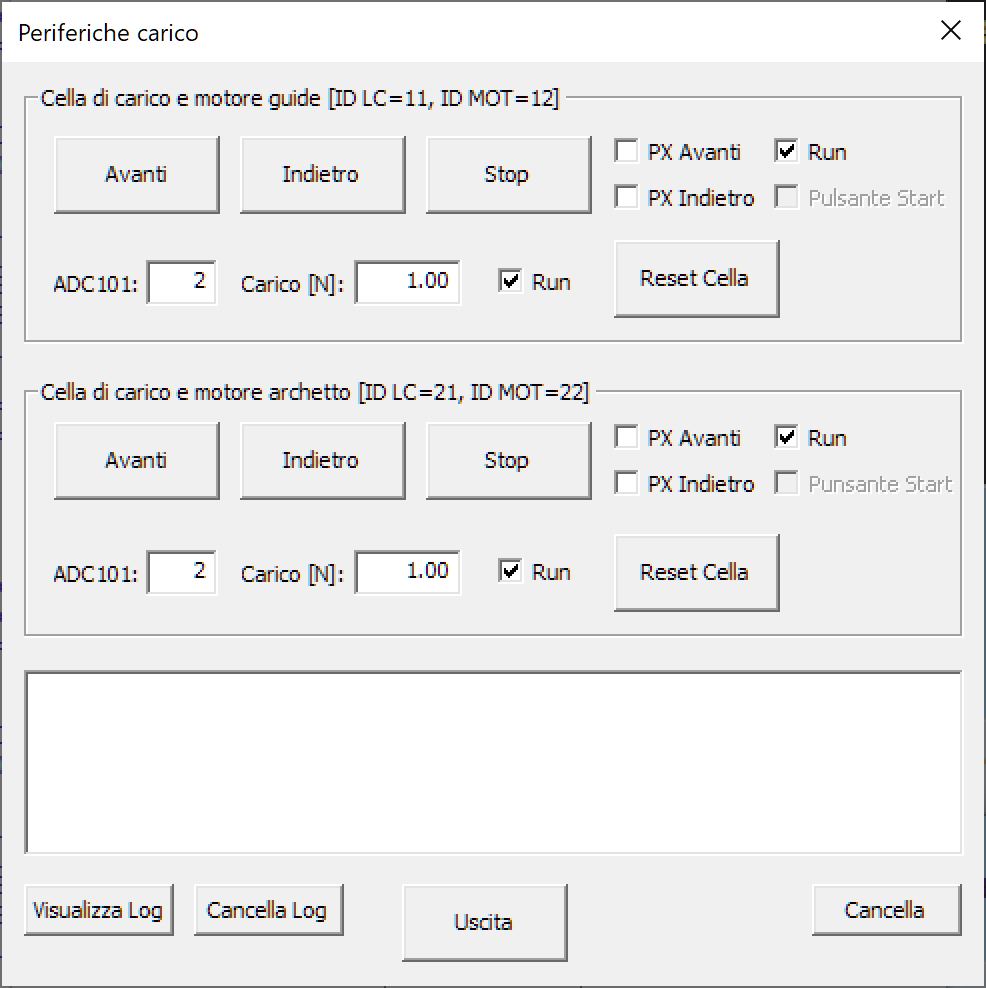 Periferiche carico
Cella di carico e motore guide [ID LC=11, ID MOT=12]
Avanti Indietro Stop PX Avanti Run
PX Indietro Pulsante Start
ADC101: 2 Carico [N]: 1.00 Run Reset Cella
Cella di carico e motore archetto [ID LC=21, ID MOT=22]
Avanti Indietro Stop PX Avanti Run
PX Indietro Punsante Start
ADC101: 2 Carico [N]: 1.00 Run Reset Cella
Visualizza Log Cancella Log Uscita Cancella